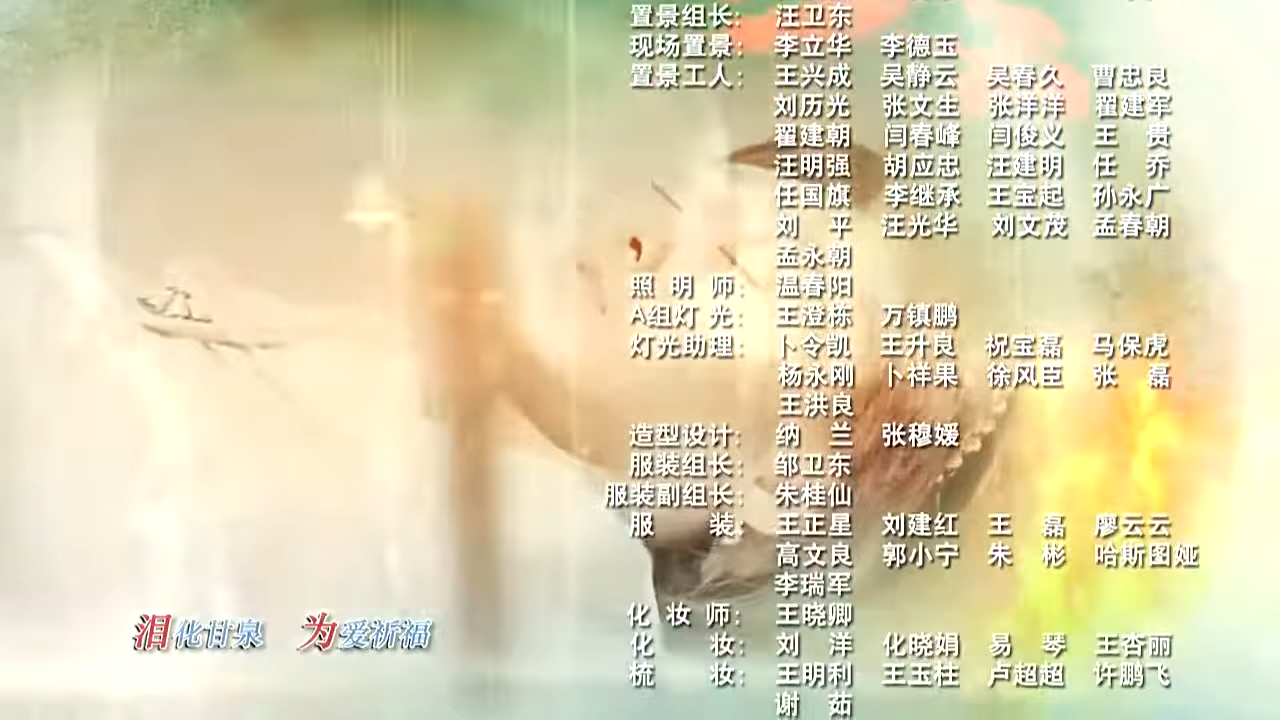 置景组长: 汪卫东
现场置景: 李立华 李德玉
置景工人: 王兴成 吴静云 吴春久 曹忠良
刘历光 张文生 张洋洋 翟建军
翟建朝 闫春峰 闫俊义 王 贵
汪明强 胡应忠 汪建明 任 乔
任国旗 李继承 王宝起 孙永广
刘 平 汪光华 刘文茂 孟春朝
孟永朝
照 明 师: 温春阳
A组灯 光: 王澄栋 万镇鹏
灯光助理: 卜令凯 王升良 祝宝磊 马保虎
杨永刚 卜祥果 徐风臣 张 磊
王洪良
造型设计: 纳 兰 张穆媛
服装组长: 邹卫东
服装副组长: 朱桂仙
服 装: 王正星 刘建红 王 磊 廖云云
高文良 郭小宁 朱 彬 哈斯图娅
李瑞军
化 妆 师: 王晓卿
化 妆: 刘 洋 化晓娟 易 琴 王杏丽
梳 妆: 王明利 王玉柱 卢超超 许鹏飞
谢 茹
泪化甘泉 为爱祈福